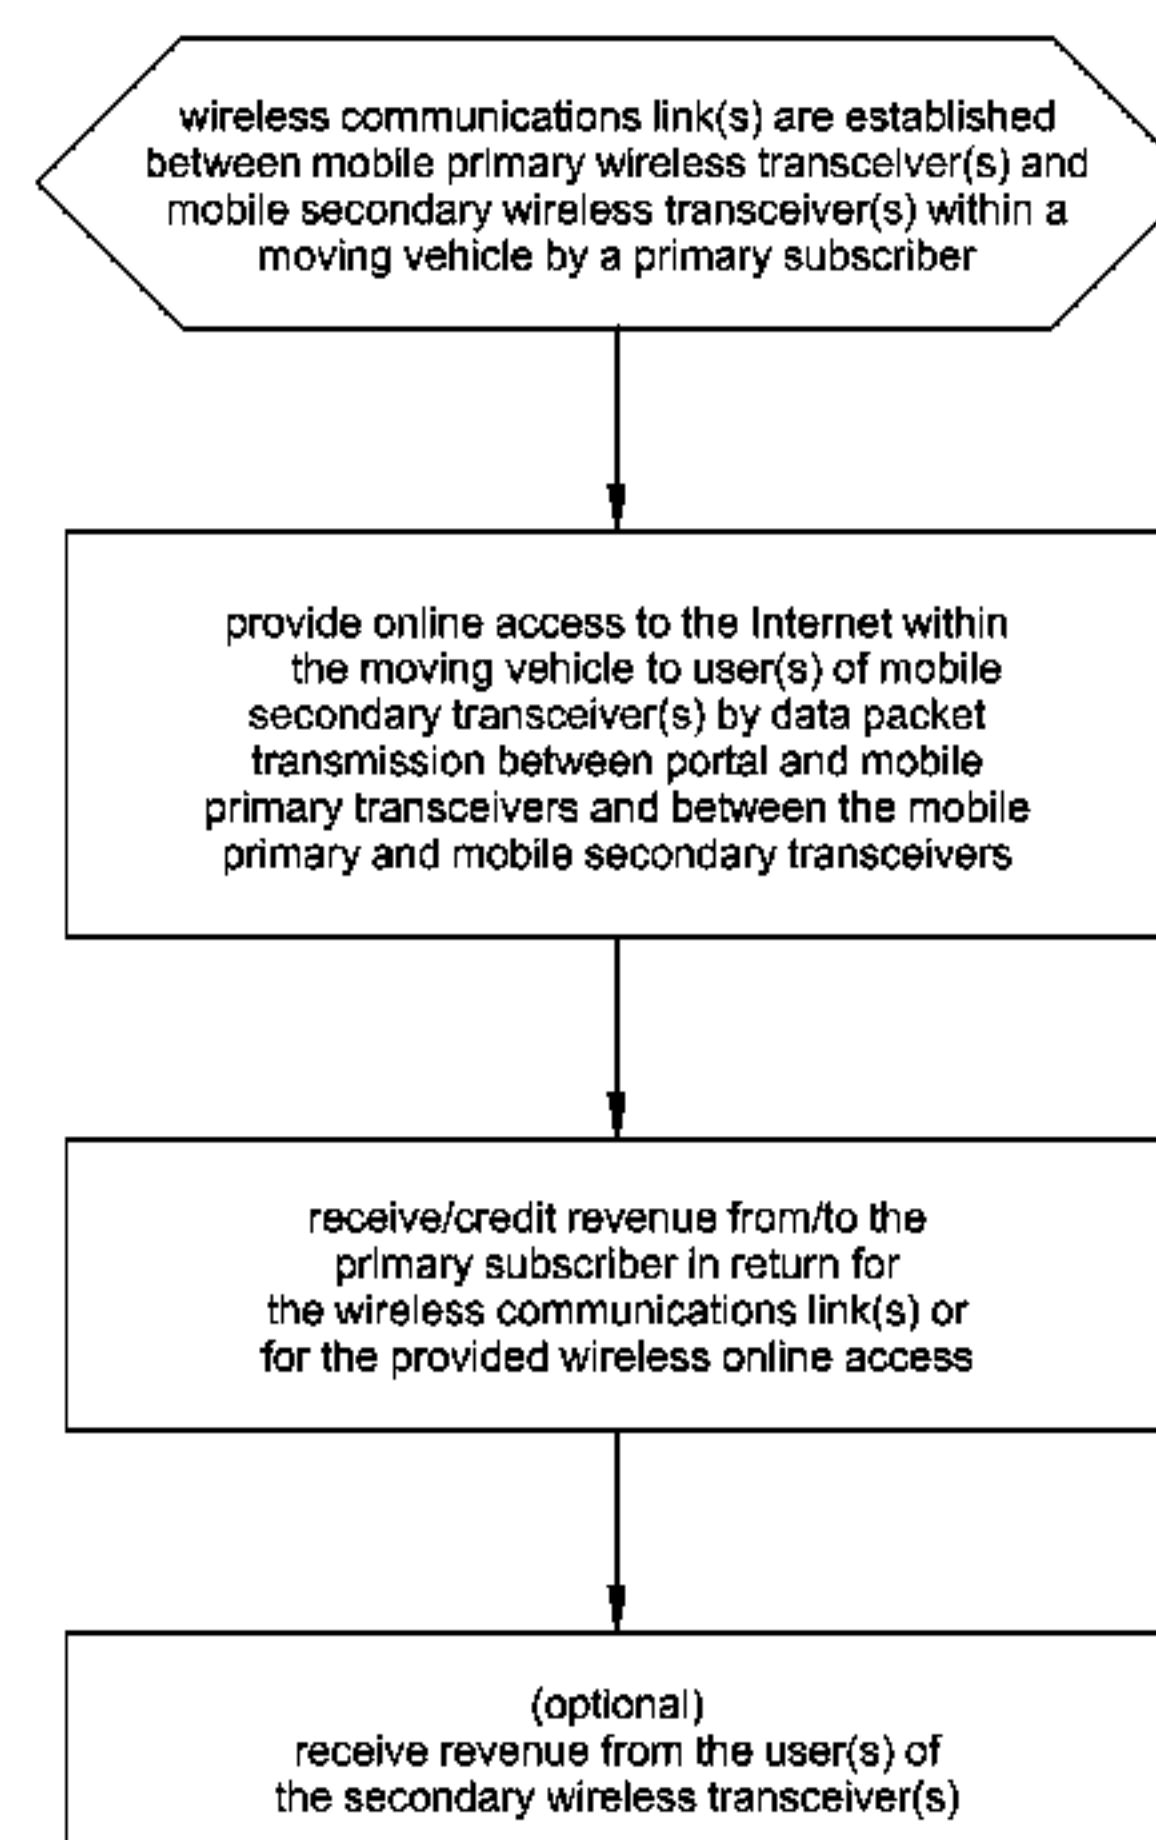 wireless communications link(s) are established
between mobile primary wireless transceiver(s) and
mobile secondary wireless transceiver(s) within a
moving vehicle by a primary subscriber
provide online access to the Internet within
the moving vehicle to user(s) of mobile
secondary transceiver(s) by data packet
transmission between portal and mobile
primary transceivers and between the mobile
primary and mobile secondary transceivers
receive/credit revenue from/to the
primary subscriber in return for
the wireless communications link(s) or
for the provided wireless online access
(optional)
receive revenue from the user(s) of
the secondary wireless transceiver(s)